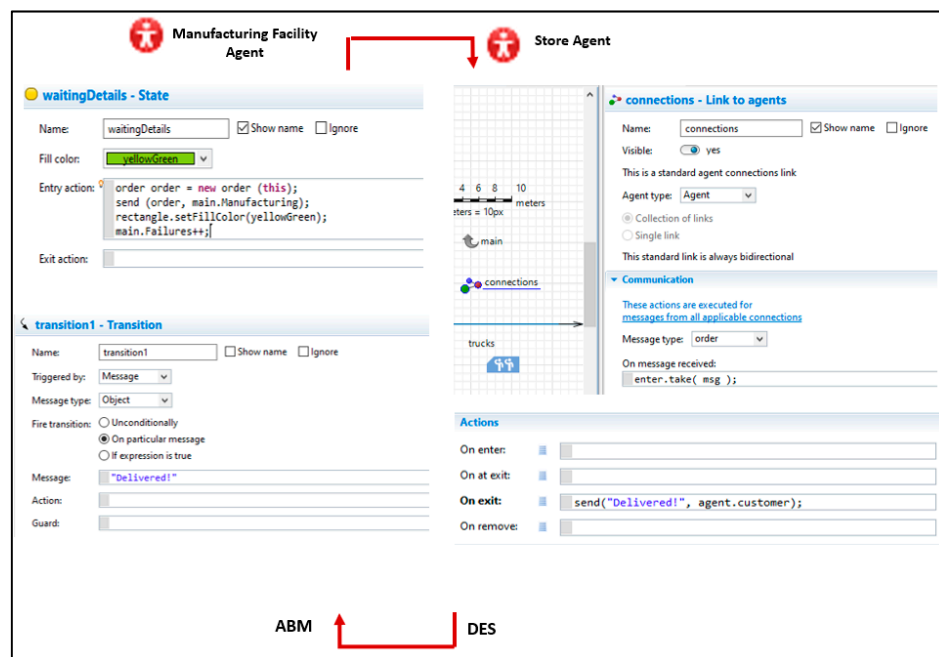 Manufacturing Facility
Agent
Store Agent
waitingDetails - State
Name:
waitingDetails
Show name
Ignore
Fill color:
yellowGreen
Entry action:
order order = new order (this);
send (order, main.Manufacturing);
rectangle.setFillColor(yellowGreen);
main.Failures++;
Exit action:
transition1 - Transition
Name:
transition1
Show name
Ignore
Triggered by:
Message
Message type:
Object
Fire transition:
Unconditionally
On particular message
If expression is true
Message:
"Delivered!"
Action:
Guard:
4 6 8 10
meters
eters = 10px
main
connections
trucks
connections - Link to agents
Name:
connections
Show name
Ignore
Visible:
yes
This is a standard agent connections link
Agent type:
Agent
Collection of links
Single link
This standard link is always bidirectional
Communication
These actions are executed for
messages from all applicable connections
Message type:
order
On message received:
enter.take( msg );
Actions
On enter:
On at exit:
On exit:
send("Delivered!", agent.customer);
On remove:
ABM
DES